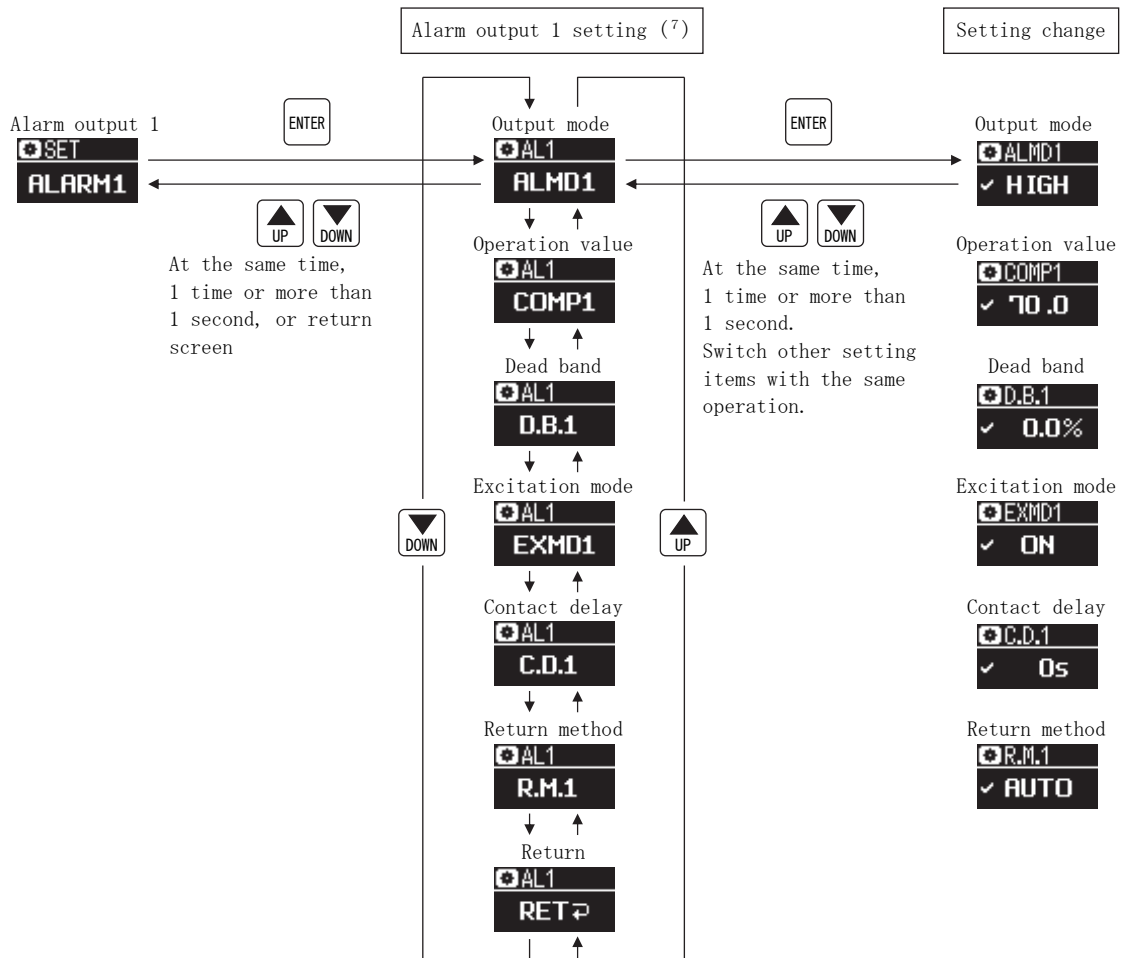 Alarm output 1 setting (⁷)
Setting change
Alarm output 1
SET
ALARM1
ENTER
UP
DOWN
At the same time,
1 time or more than
1 second, or return
screen
Output mode
AL1
ALMD1
Operation value
AL1
COMP1
Dead band
AL1
D.B.1
Excitation mode
AL1
EXMD1
Contact delay
AL1
C.D.1
Return method
AL1
R.M.1
Return
AL1
RET
DOWN
UP
ENTER
UP
DOWN
At the same time,
1 time or more than
1 second.
Switch other setting
items with the same
operation.
Output mode
ALMD1
✓ HIGH
Operation value
COMP1
✓ 70.0
Dead band
D.B.1
✓ 0.0%
Excitation mode
EXMD1
✓ ON
Contact delay
C.D.1
✓ 0s
Return method
R.M.1
✓ AUTO